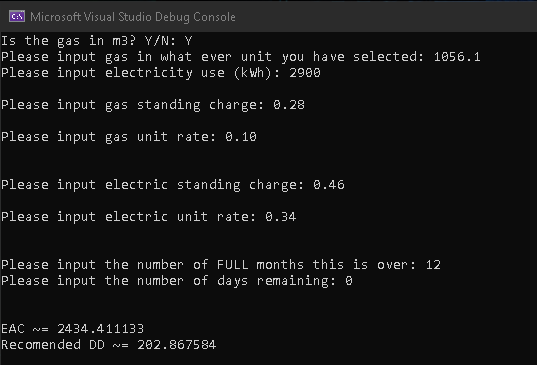 Microsoft Visual Studio Debug Console
Is the gas in m3? Y/N: Y
Please input gas in what ever unit you have selected: 1056.1
Please input electricity use (kWh): 2900
Please input gas standing charge: 0.28
Please input gas unit rate: 0.10
Please input electric standing charge: 0.46
Please input electric unit rate: 0.34
Please input the number of FULL months this is over: 12
Please input the number of days remaining: 0
EAC ~= 2434.411133
Recomended DD ~= 202.867584